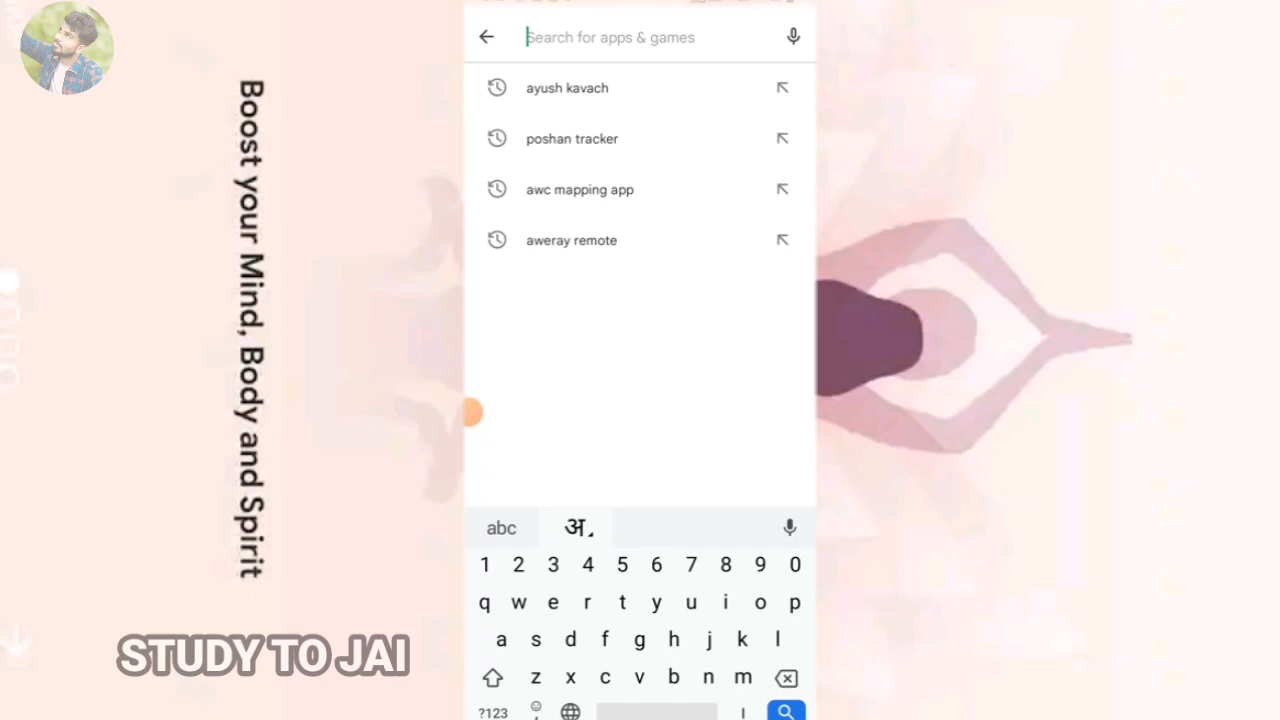 Search for apps & games
ayush kavach
poshan tracker
awc mapping app
aweray remote
Boost your Mind, Body and Spirit
STUDY TO JAI
abc अ
1 2 3 4 5 6 7 8 9 0
q w e r t y u i o p
a s d f g h j k l
z x c v b n m
?123 , ।